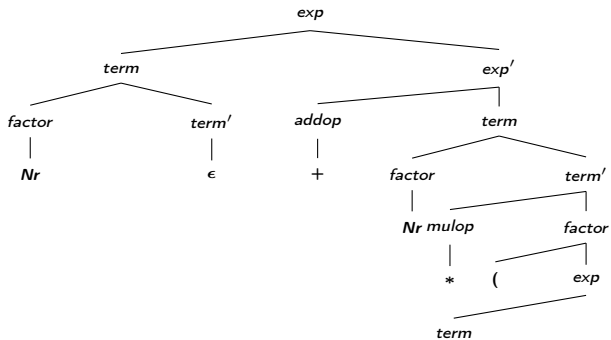 exp
term exp′
factor term′ addop term
Nr ϵ + factor term′
Nr mulop factor
* ( exp
term